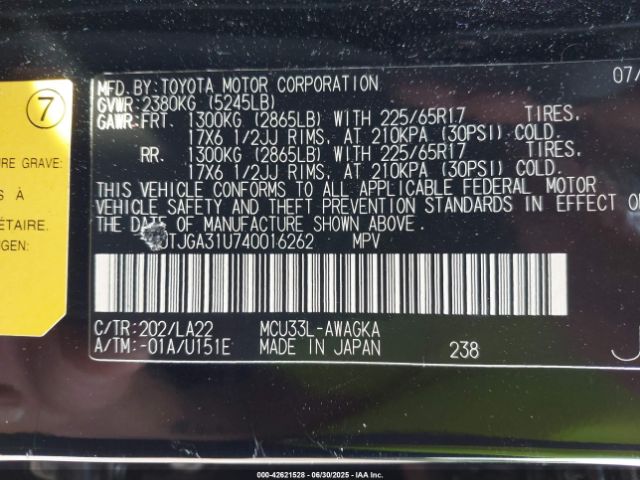 7
URE GRAVE:
S À
ÉTAIRE.
GEN:
MFD. BY: TOYOTA MOTOR CORPORATION 07/
GVWR: 2380KG (5245LB)
GAWR: FRT. 1300KG (2865LB) WITH 225/65R17 TIRES.
17X6 1/2JJ RIMS, AT 210KPA (30PSI) COLD.
RR. 1300KG (2865LB) WITH 225/65R17 TIRES.
17X6 1/2JJ RIMS, AT 210KPA (30PSI) COLD.
THIS VEHICLE CONFORMS TO ALL APPLICABLE FEDERAL MOTOR
VEHICLE SAFETY AND THEFT PREVENTION STANDARDS IN EFFECT O
THE DATE OF MANUFACTURE SHOWN ABOVE.
TJGA31U740016262 MPV
C/TR: 202/LA22 MCU33L-AWAGKA
A/TM: -01A/U151E MADE IN JAPAN 238
000-42621528 - 06/30/2025 - IAA, Inc.